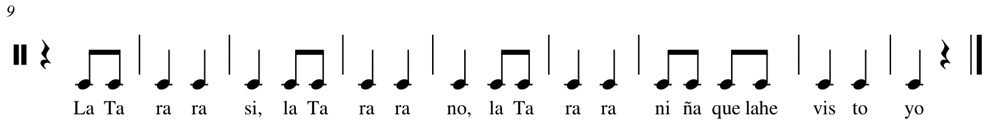 9
La Ta ra ra si, la Ta ra ra no, la Ta ra ra ni ña que lahe vis to yo